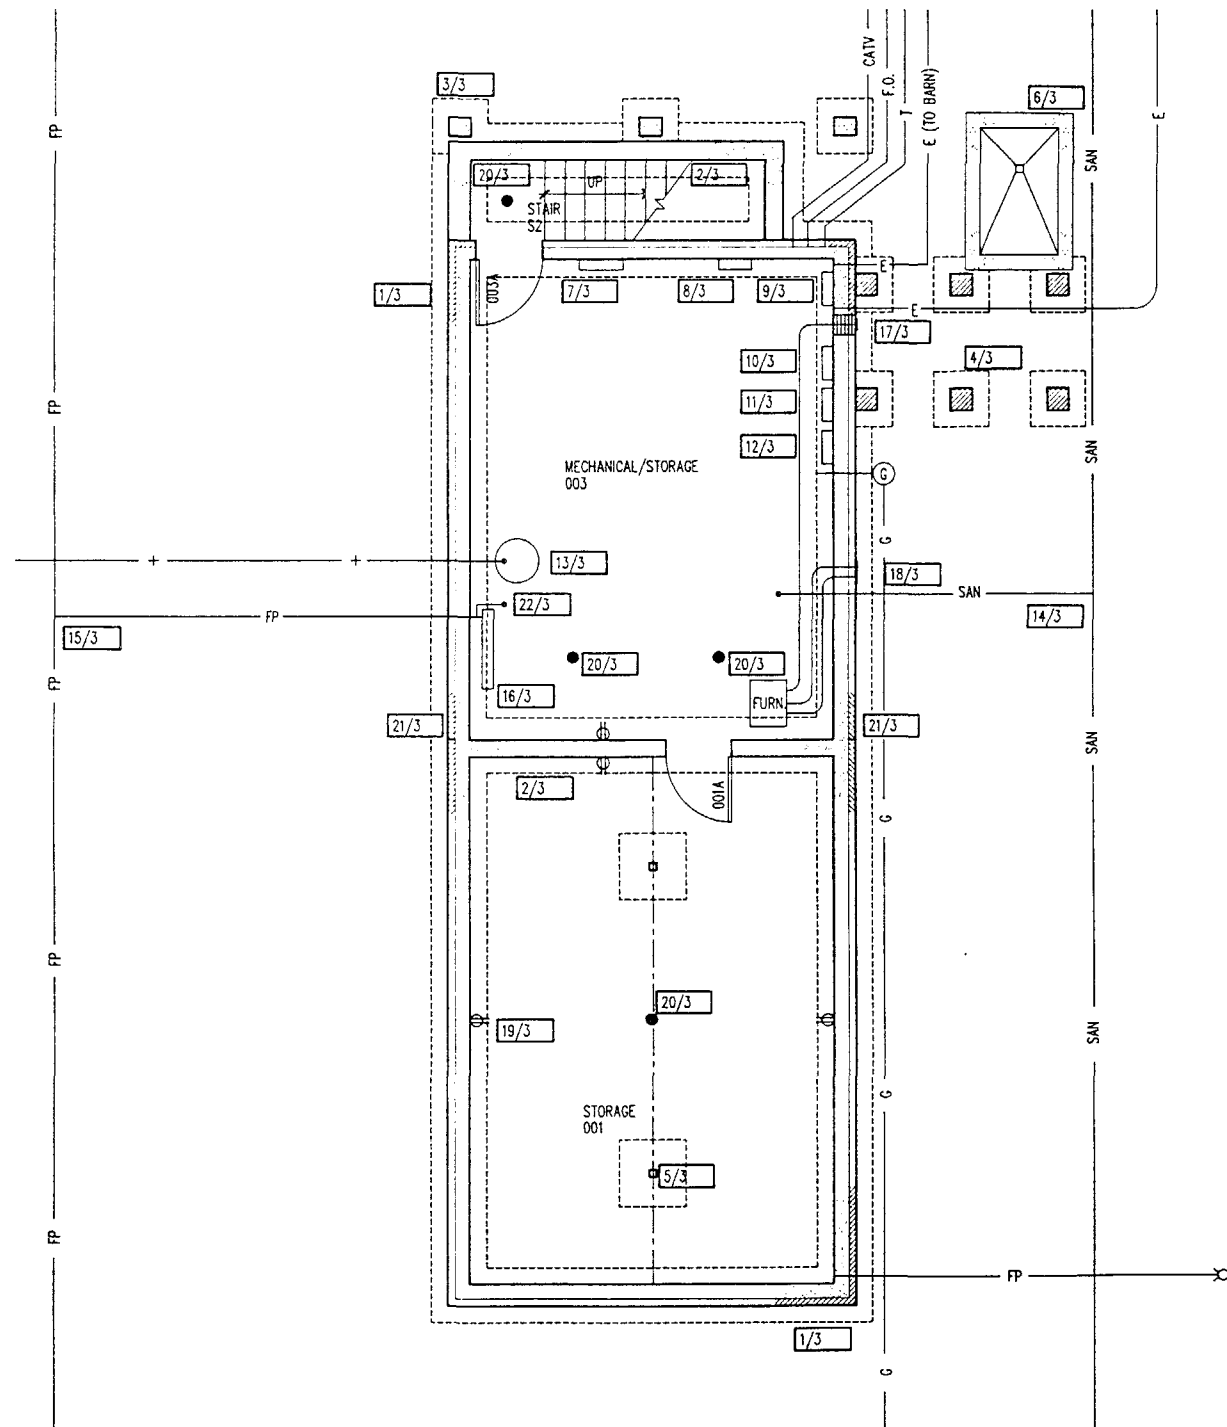 CATV
F.O.
T
E (TO BARN)
3/3
6/3
FP
E
SAN
20/3
UP
2/3
STAIR
S2
E
003A
1/3
7/3
8/3
9/3
E
17/3
10/3
4/3
FP
11/3
12/3
SAN
MECHANICAL/STORAGE
003
G
G
13/3
18/3
SAN
22/3
FP
14/3
15/3
20/3
20/3
FP
16/3
FURN
21/3
21/3
SAN
2/3
001A
G
FP
20/3
19/3
SAN
G
STORAGE
001
5/3
FP
FP
1/3
G